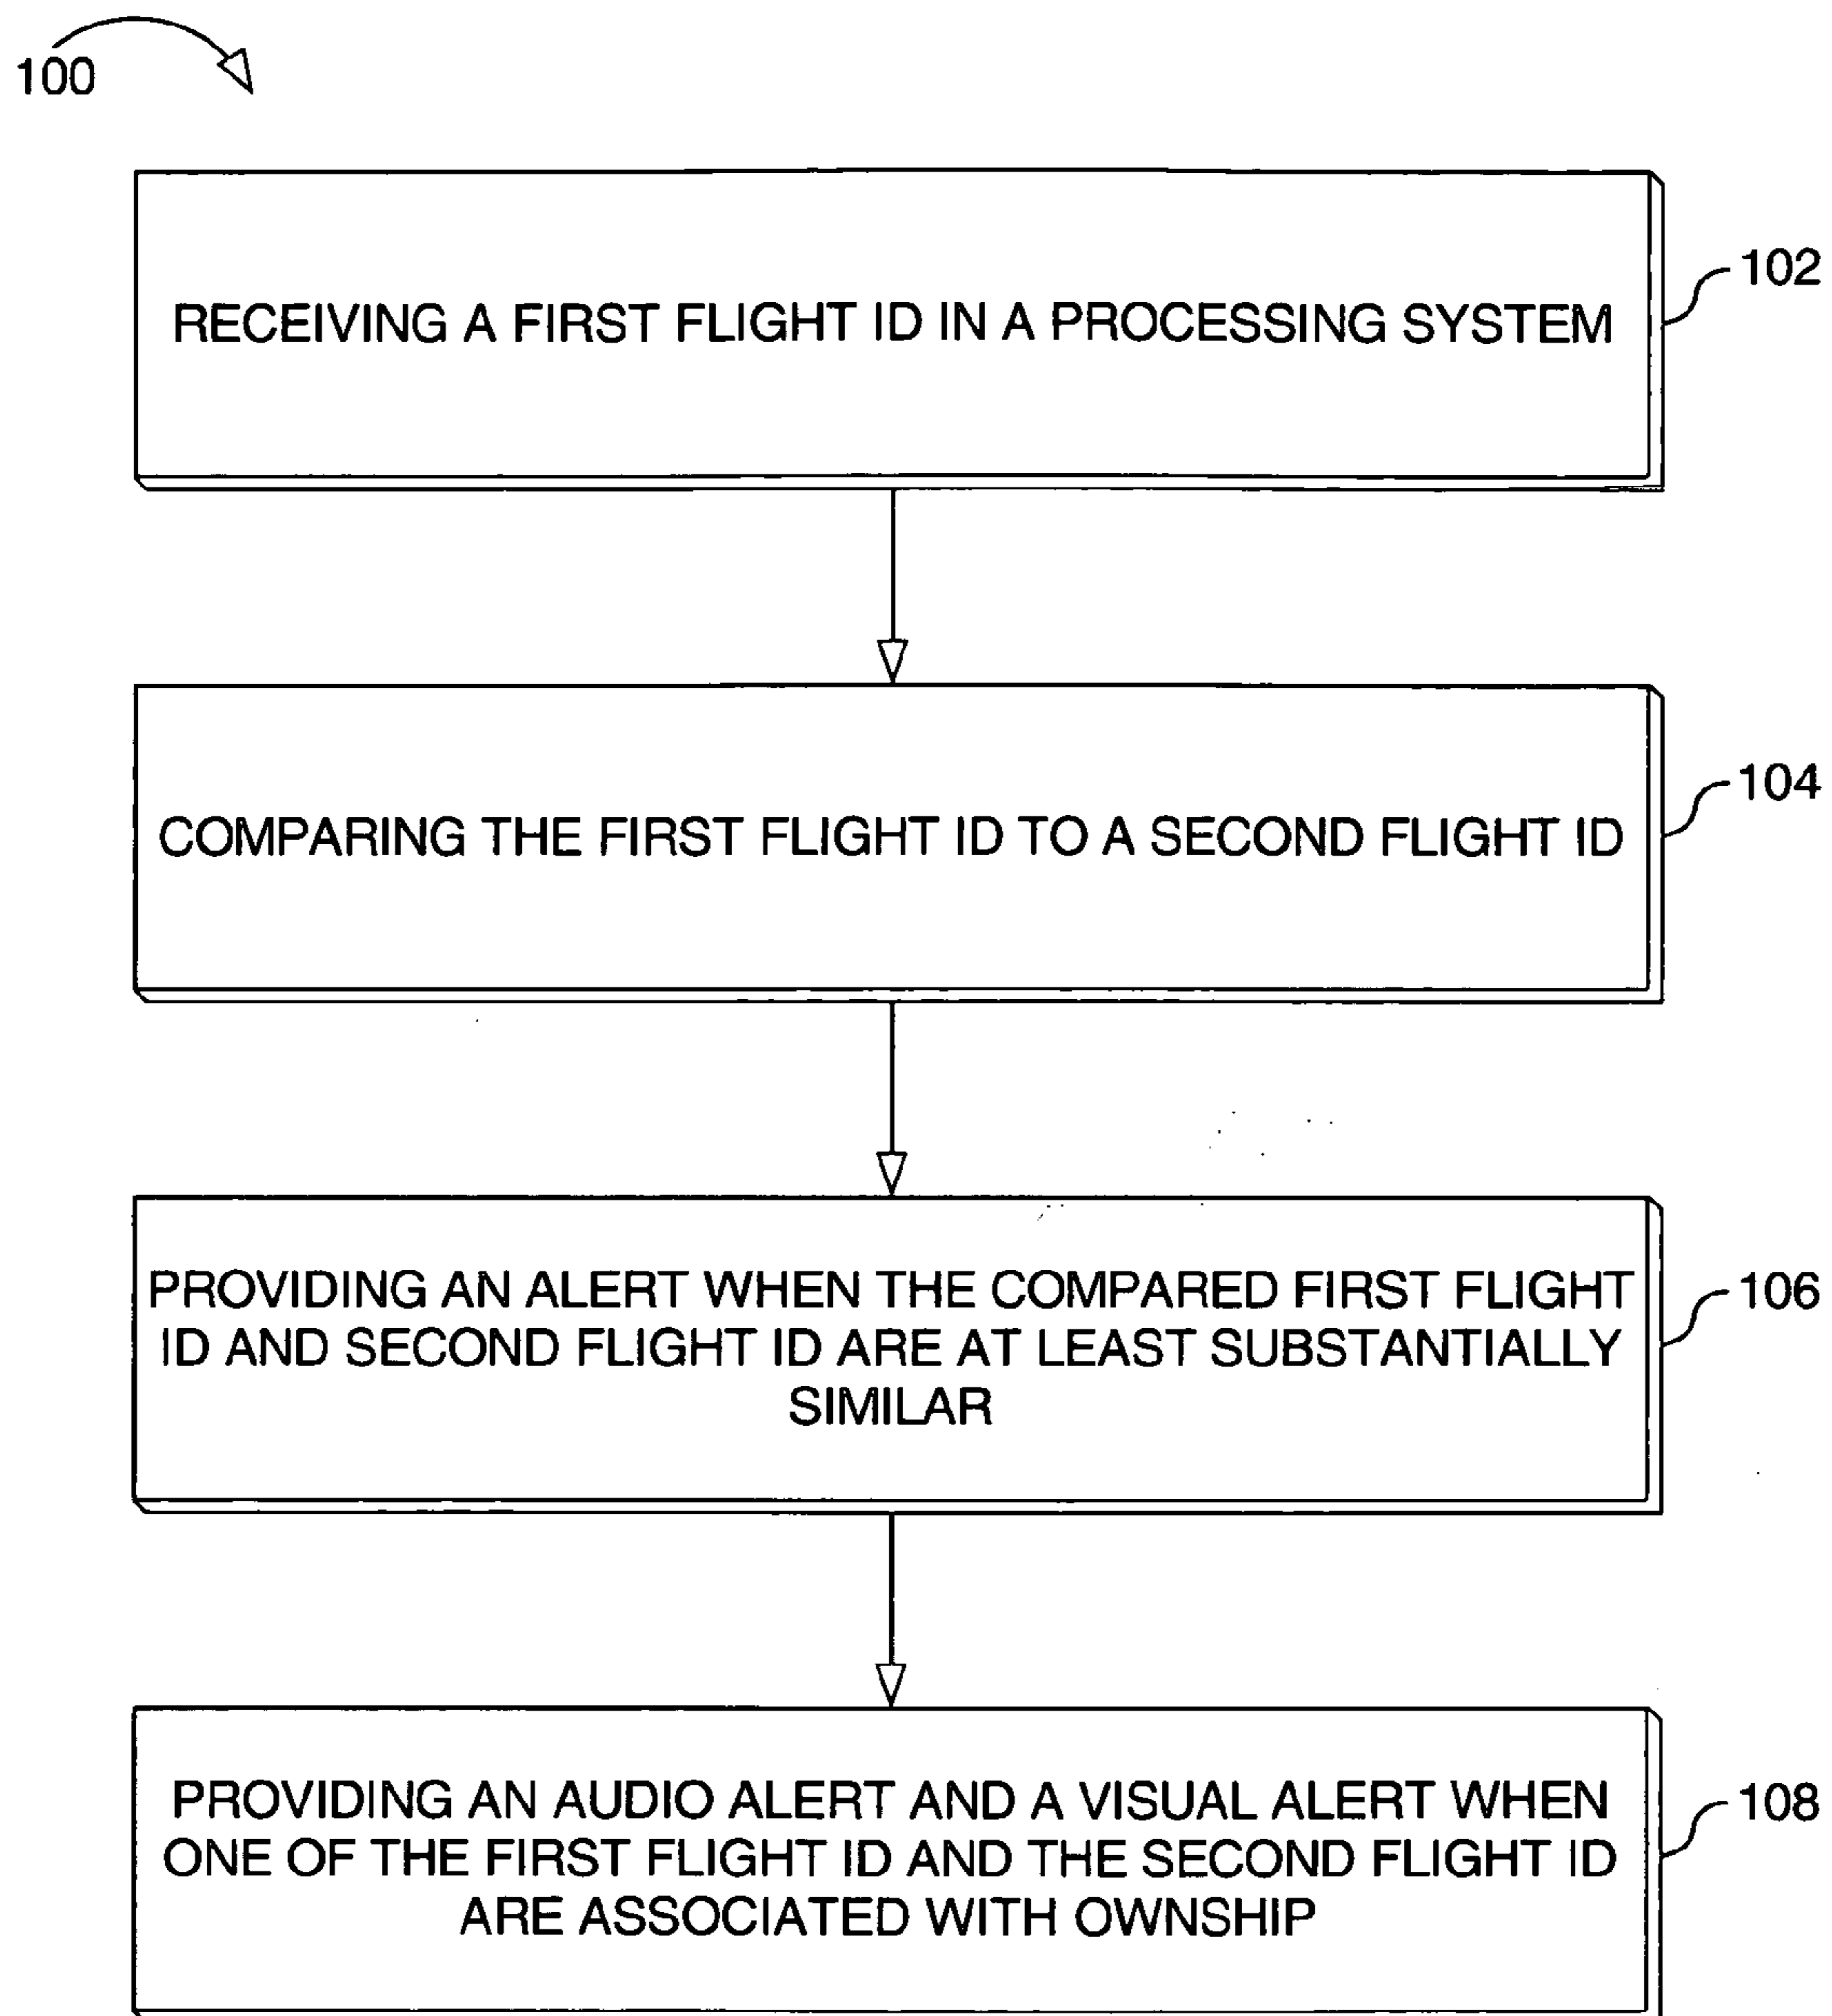 100
RECEIVING A FIRST FLIGHT ID IN A PROCESSING SYSTEM
102
COMPARING THE FIRST FLIGHT ID TO A SECOND FLIGHT ID
104
PROVIDING AN ALERT WHEN THE COMPARED FIRST FLIGHT
ID AND SECOND FLIGHT ID ARE AT LEAST SUBSTANTIALLY
SIMILAR
106
PROVIDING AN AUDIO ALERT AND A VISUAL ALERT WHEN
ONE OF THE FIRST FLIGHT ID AND THE SECOND FLIGHT ID
ARE ASSOCIATED WITH OWNSHIP
108